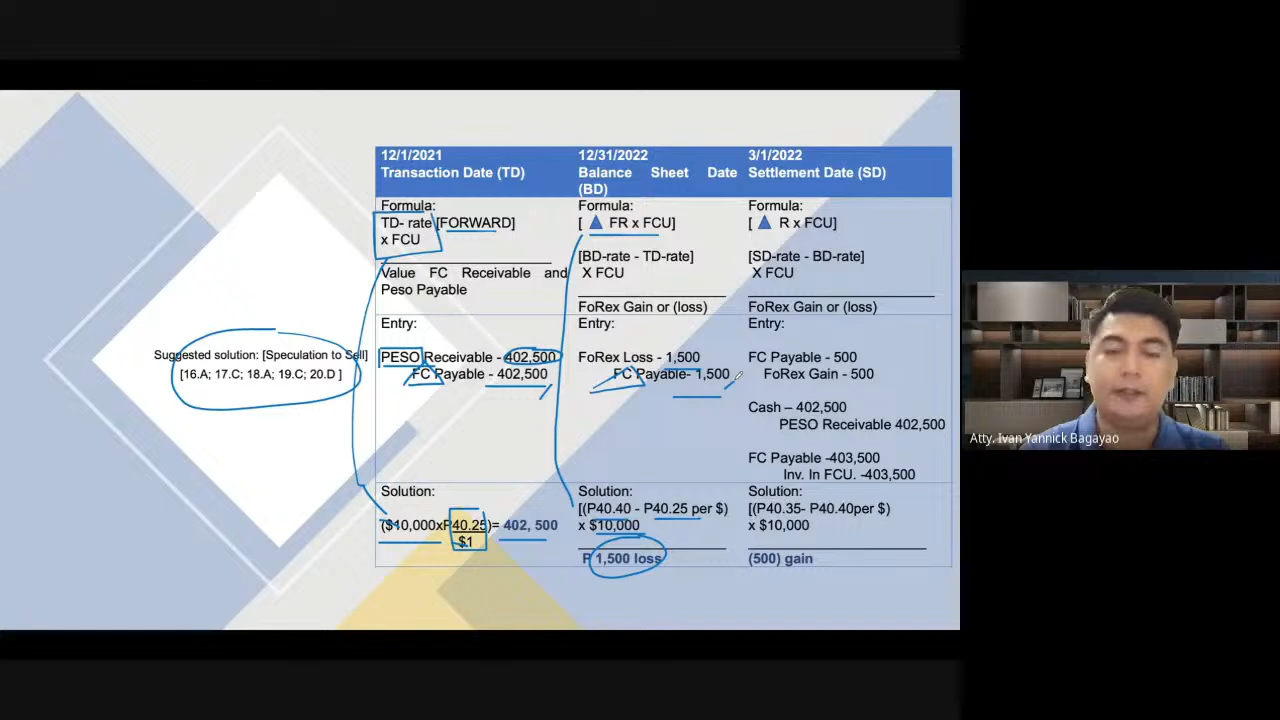 12/1/2021
Transaction Date (TD)
12/31/2022
Balance Sheet Date
(BD)
3/1/2022
Settlement Date (SD)
Formula:
TD- rate [FORWARD]
x FCU
Value FC Receivable and
Peso Payable
Formula:
[ FR x FCU]
[BD-rate - TD-rate]
X FCU
FoRex Gain or (loss)
Formula:
[ R x FCU]
[SD-rate - BD-rate]
X FCU
FoRex Gain or (loss)
Suggested solution: [Speculation to Sell]
[16.A; 17.C; 18.A; 19.C; 20.D ]
Entry:
PESO Receivable - 402,500
FC Payable - 402,500
Entry:
FoRex Loss - 1,500
FC Payable- 1,500
Entry:
FC Payable - 500
FoRex Gain - 500
Cash – 402,500
PESO Receivable 402,500
FC Payable -403,500
Inv. In FCU. -403,500
Solution:
($10,000xP40.25)= 402, 500
$1
Solution:
[(P40.40 - P40.25 per $)
x $10,000
P 1,500 loss
Solution:
[(P40.35- P40.40per $)
x $10,000
(500) gain
Atty. Ivan Yannick Bagayao